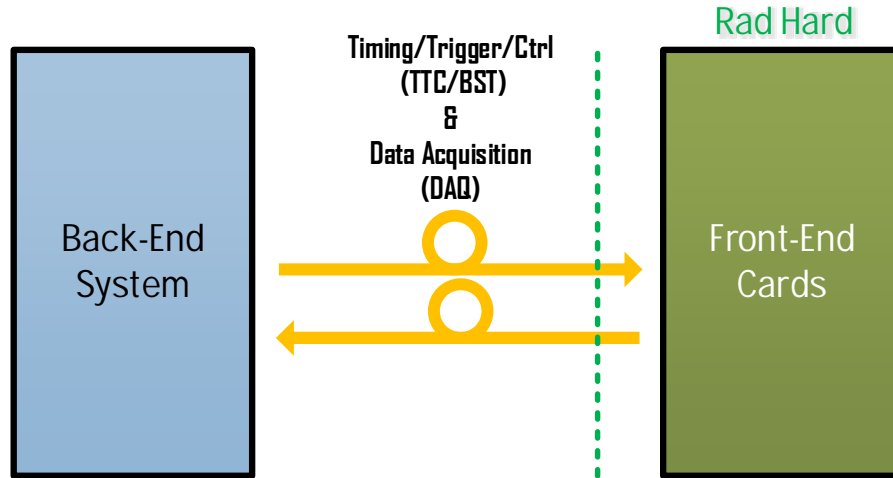 Rad Hard
Timing/Trigger/Ctrl
(TTC/BST)
&
Data Acquisition
(DAQ)
Back-End
System
Front-End
Cards